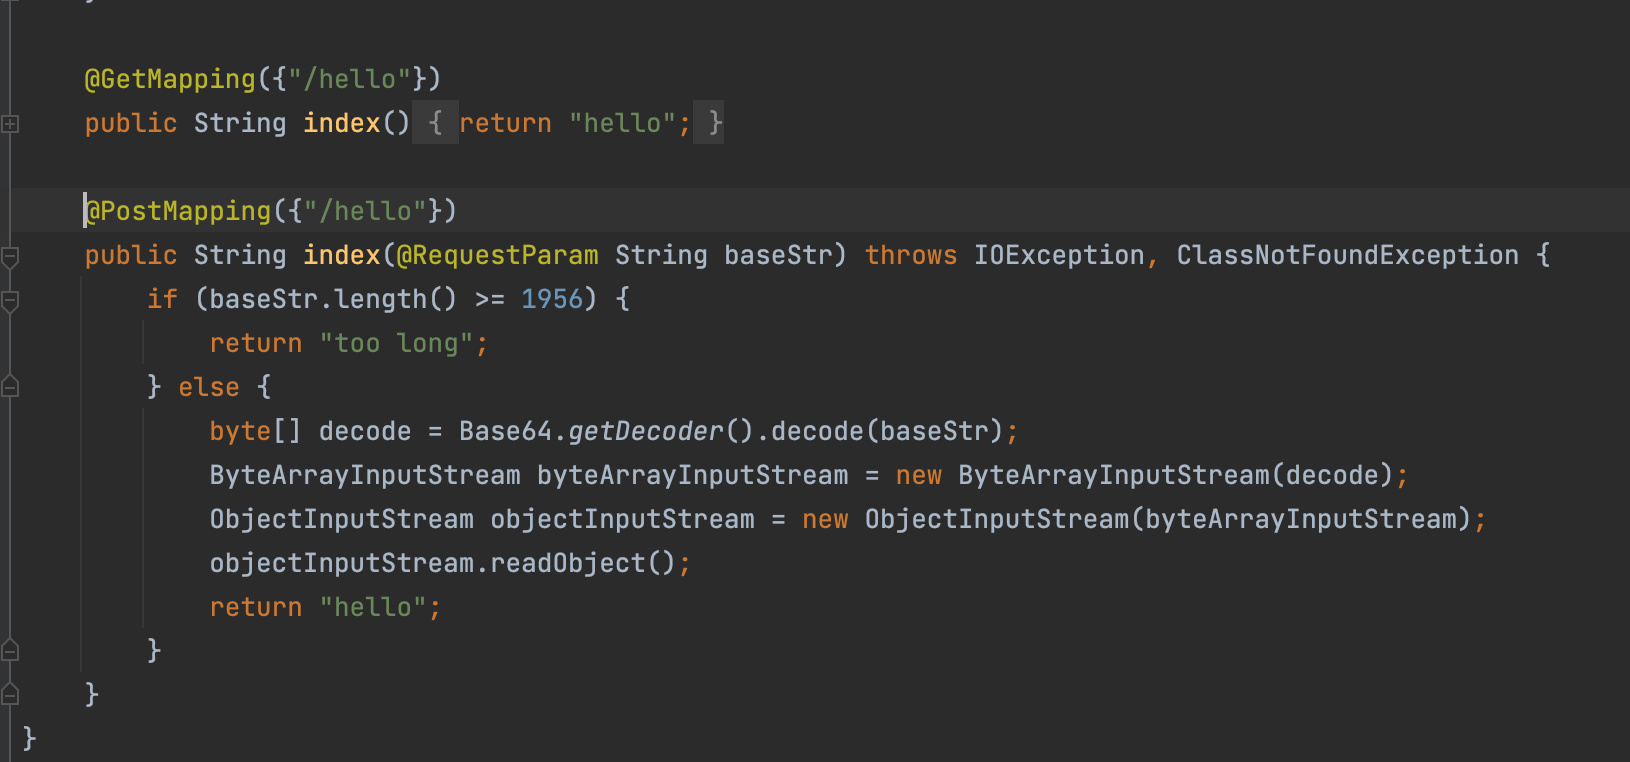 }
@GetMapping({"/hello"})
public String index() { return "hello"; }
@PostMapping({"/hello"})
public String index(@RequestParam String baseStr) throws IOException, ClassNotFoundException {
if (baseStr.length() >= 1956) {
return "too long";
} else {
byte[] decode = Base64.getDecoder().decode(baseStr);
ByteArrayInputStream byteArrayInputStream = new ByteArrayInputStream(decode);
ObjectInputStream objectInputStream = new ObjectInputStream(byteArrayInputStream);
objectInputStream.readObject();
return "hello";
}
}
}